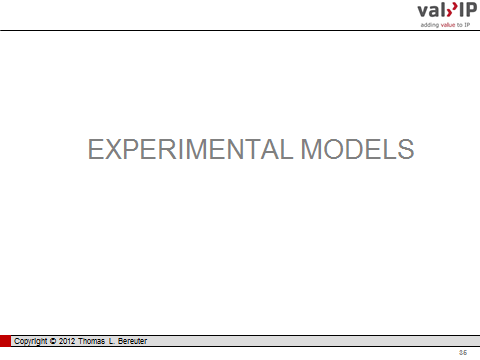 val>>IP
adding value to IP
EXPERIMENTAL MODELS
Copyright © 2012 Thomas L. Bereuter
36